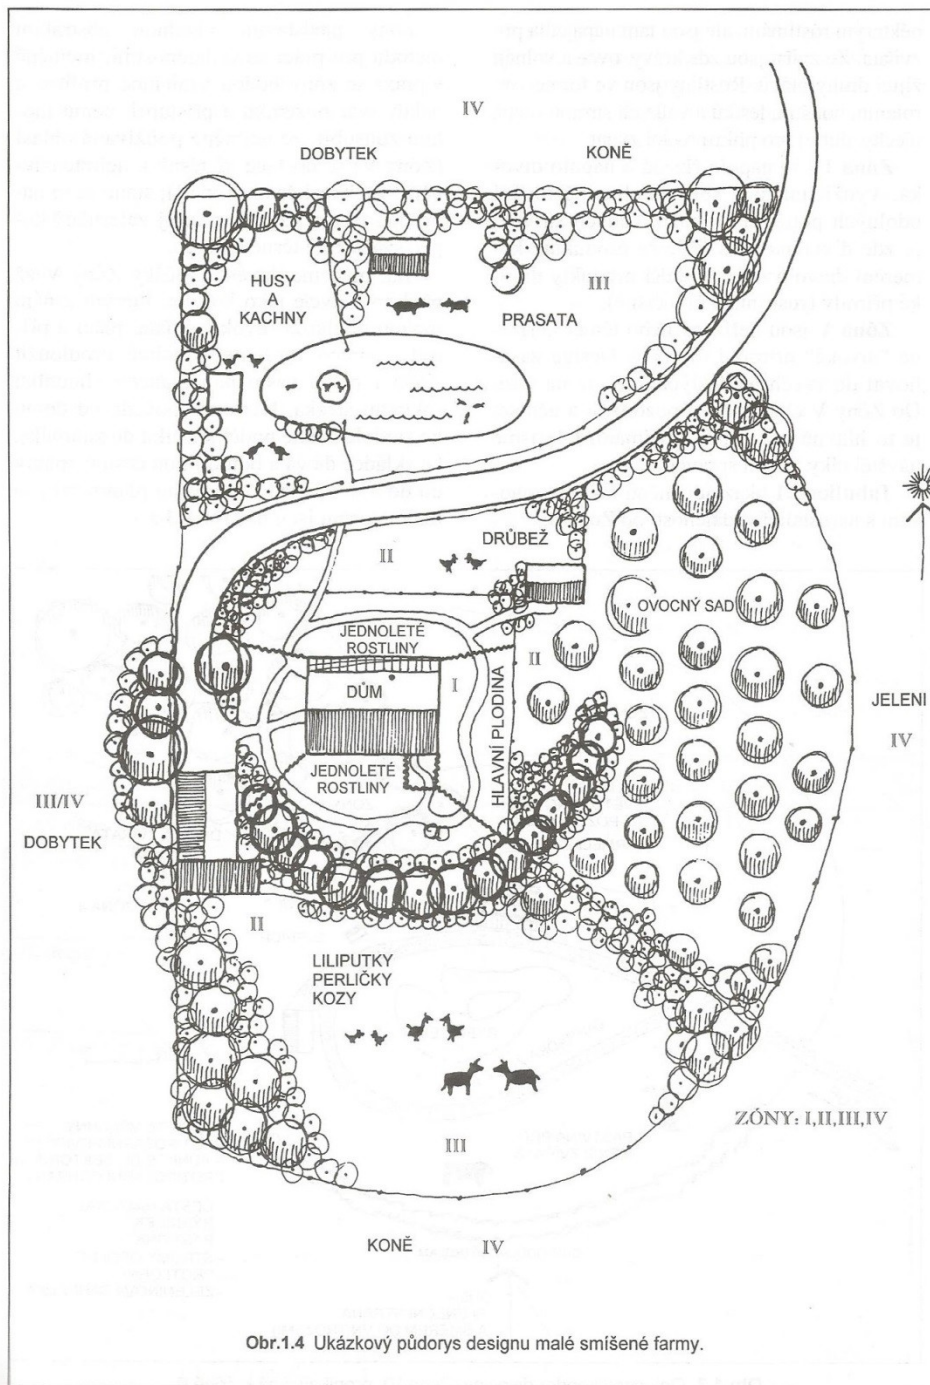 IV
DOBYTEK
KONĚ
HUSY
A
KACHNY
III
PRASATA
II
DRŮBEŽ
OVOCNÝ SAD
JEDNOLETÉ
ROSTLINY
II
DŮM
I
HLAVNÍ PLODINA
JELENI
IV
JEDNOLETÉ
ROSTLINY
III/IV
DOBYTEK
II
LILIPUTKY
PERLIČKY
KOZY
ZÓNY: I,II,III,IV
III
KONĚ
IV
Obr.1.4 Ukázkový půdorys designu malé smíšené farmy.